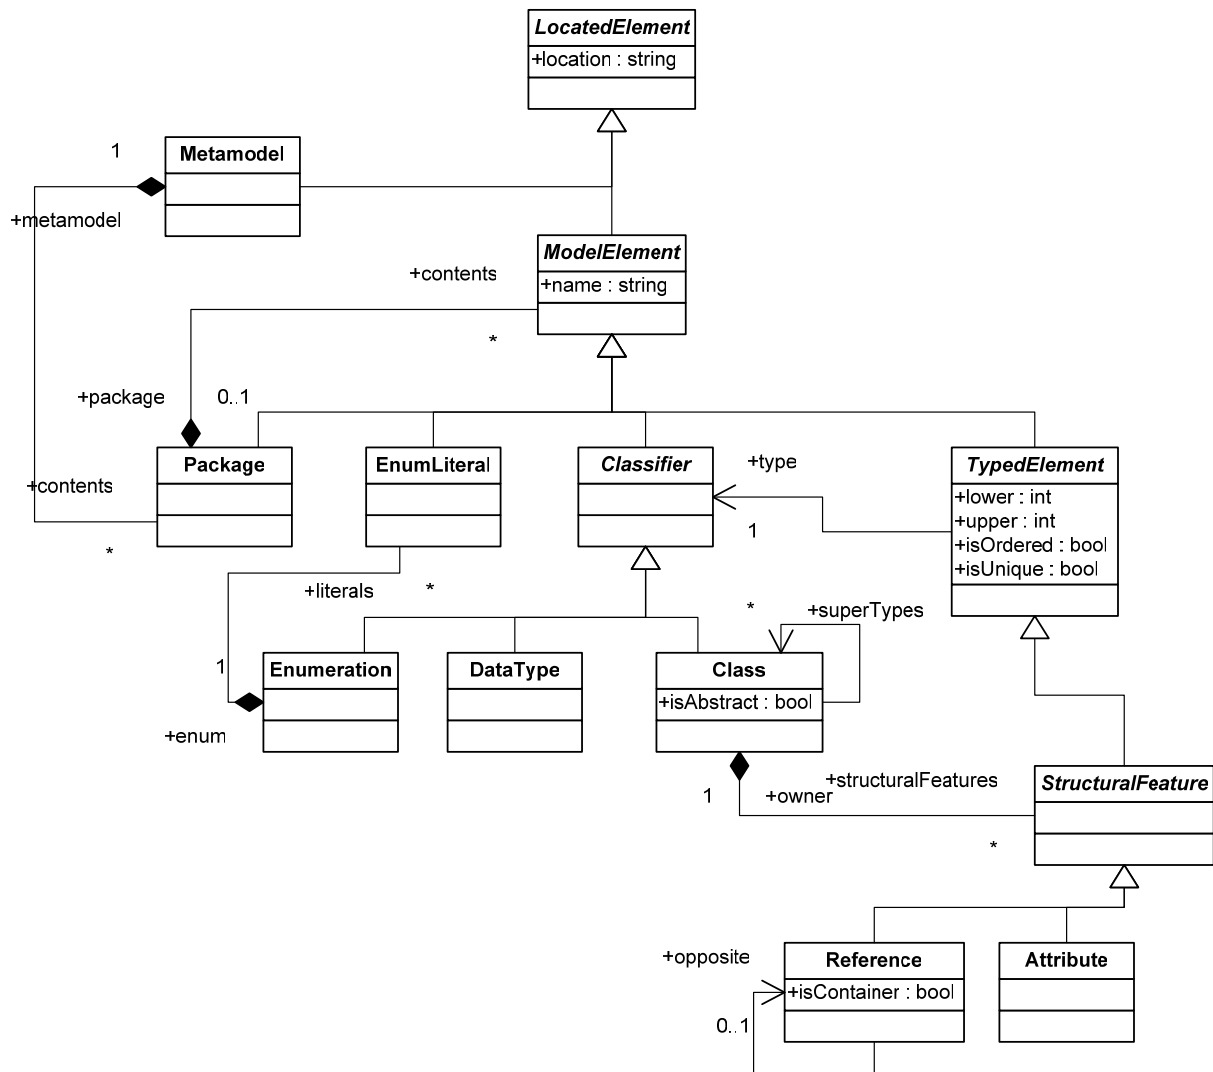 LocatedElement
+location : string
1
Metamodel
+metamodel
ModelElement
+name : string
+contents
*
+package
0..1
Package
EnumLiteral
Classifier
+type
TypedElement
+lower : int
+upper : int
+isOrdered : bool
+isUnique : bool
+contents
*
1
+literals
*
*
+superTypes
1
Enumeration
DataType
Class
+isAbstract : bool
+enum
+structuralFeatures
1
+owner
StructuralFeature
*
+opposite
Reference
+isContainer : bool
Attribute
0..1